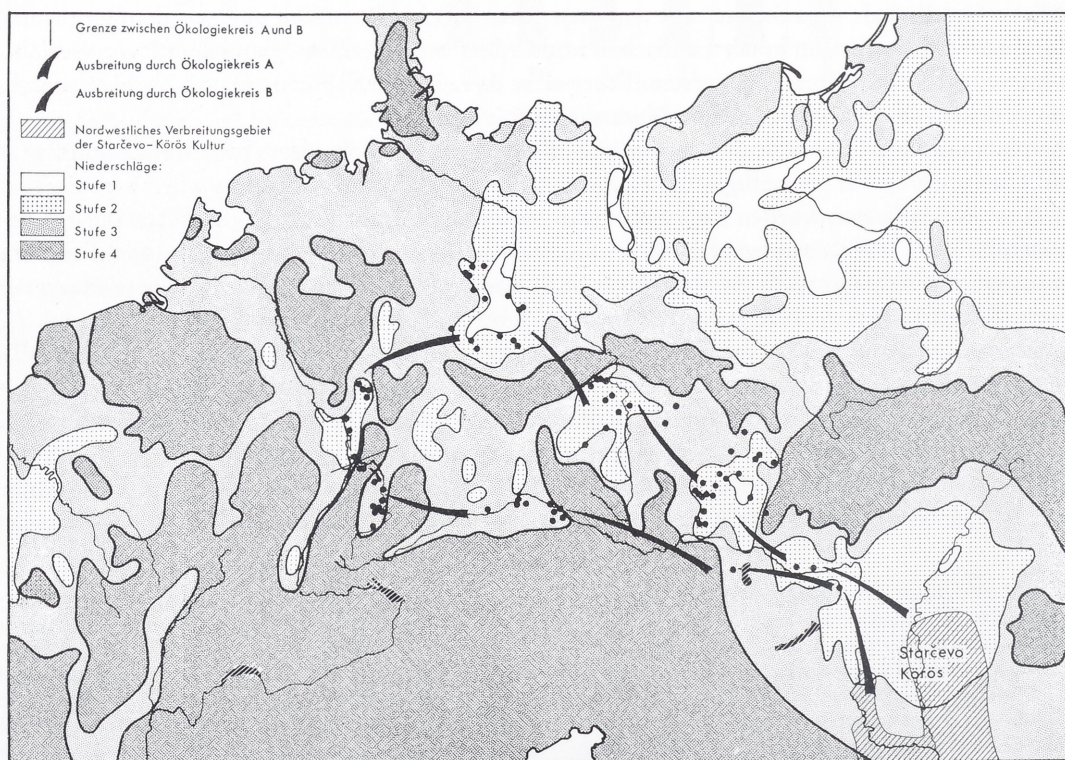 Grenze zwischen Ökologiekreis A und B
Ausbreitung durch Ökologiekreis A
Ausbreitung durch Ökologiekreis B
Nordwestliches Verbreitungsgebiet
der Starčevo-Körös Kultur
Niederschläge:
Stufe 1
Stufe 2
Stufe 3
Stufe 4
Starčevo
Körös